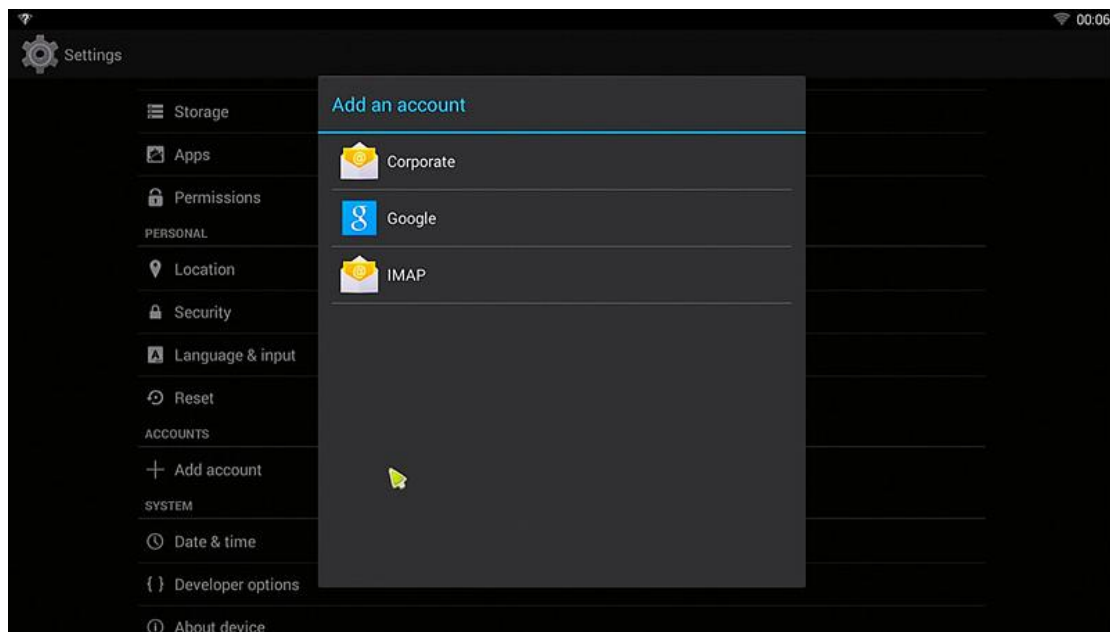 00:06
Settings
Storage
Apps
Permissions
PERSONAL
Location
Security
Language & input
Reset
ACCOUNTS
Add account
SYSTEM
Date & time
{ } Developer options
About device
Add an account
Corporate
Google
IMAP